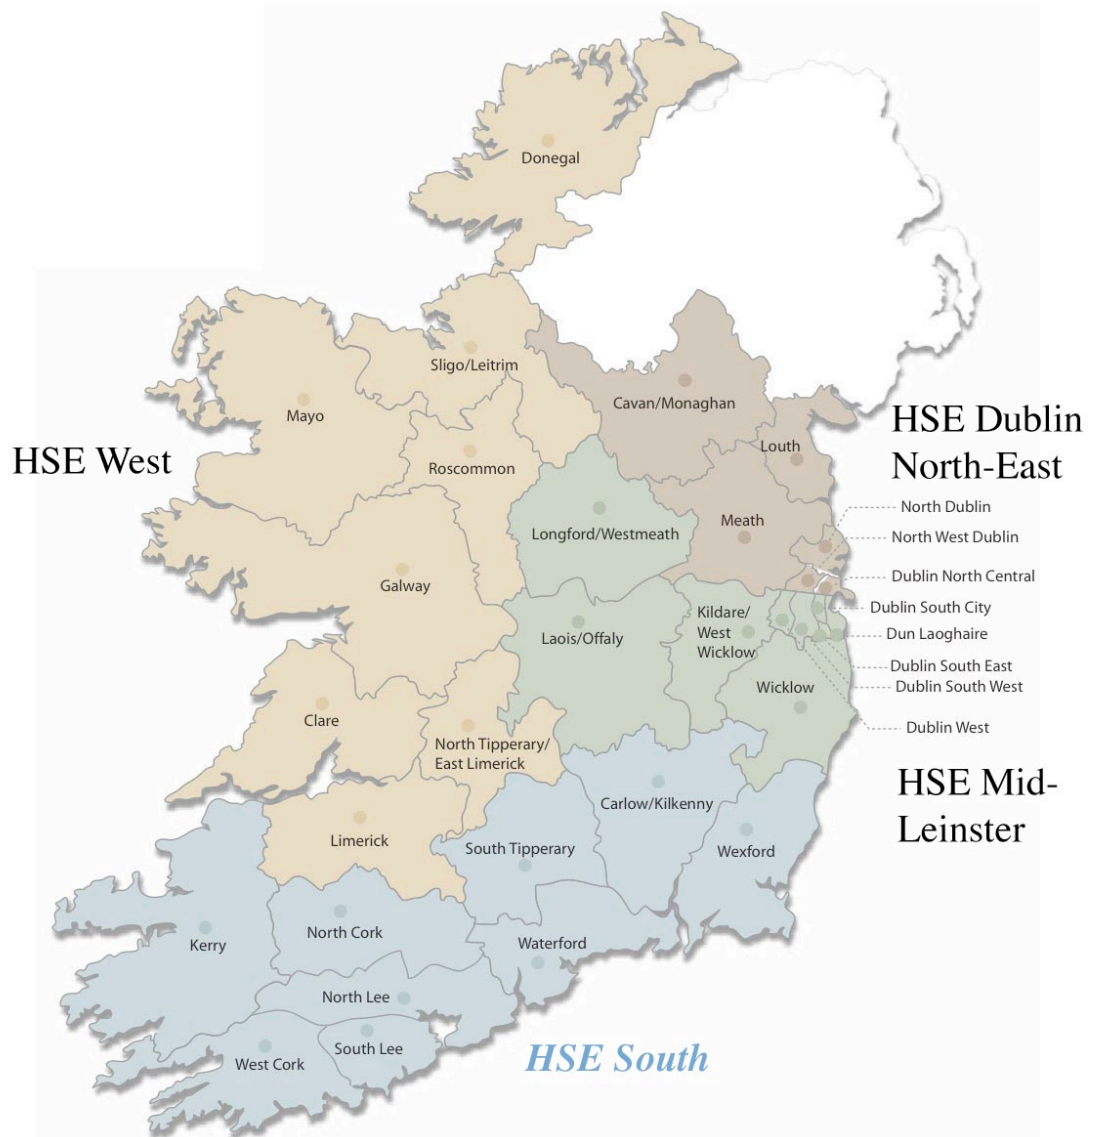 Donegal
Sligo/Leitrim
Mayo
Cavan/Monaghan
HSE Dublin
North-East
Louth
HSE West
Roscommon
North Dublin
Meath
Longford/Westmeath
North West Dublin
Dublin North Central
Galway
Dublin South City
Kildare/
West
Wicklow
Laois/Offaly
Dun Laoghaire
Dublin South East
Wicklow
Dublin South West
Clare
Dublin West
North Tipperary/
East Limerick
HSE Mid-
Leinster
Carlow/Kilkenny
Limerick
South Tipperary
Wexford
North Cork
Kerry
Waterford
North Lee
South Lee
West Cork
HSE South